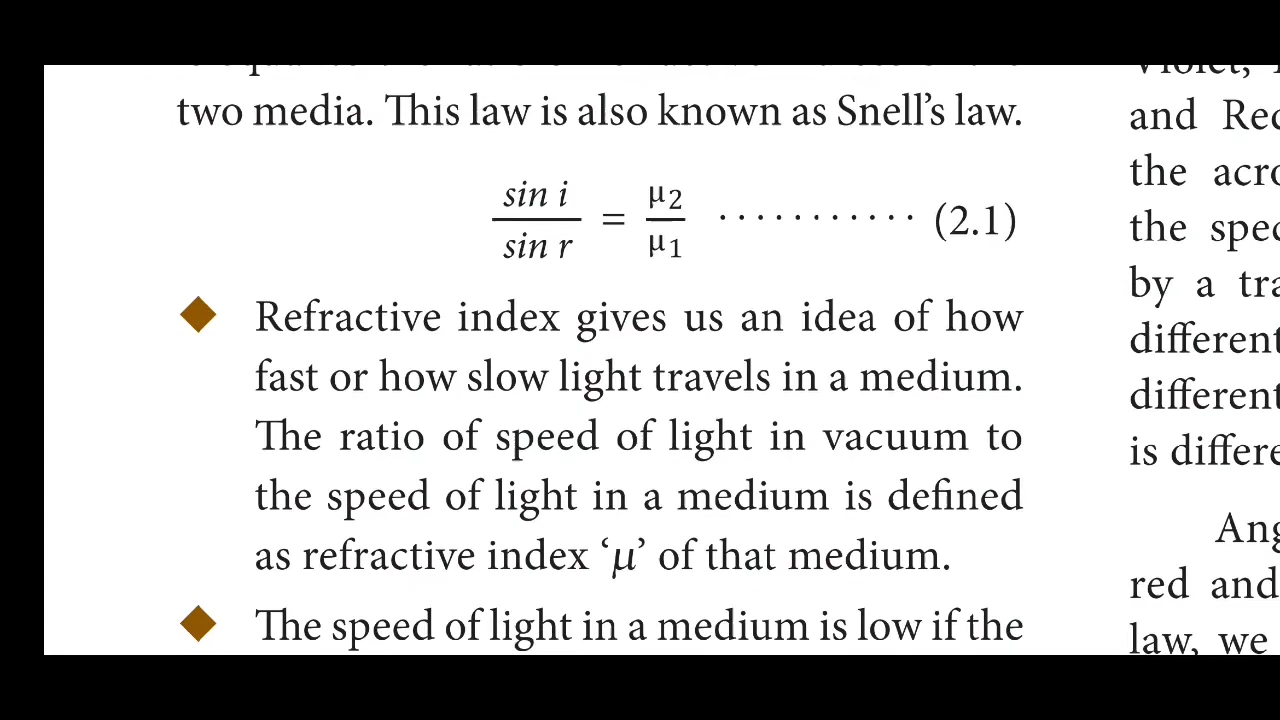 two media. This law is also known as Snell’s law.
sin i / sin r = μ2 / μ1 ........... (2.1)
◆ Refractive index gives us an idea of how
fast or how slow light travels in a medium.
The ratio of speed of light in vacuum to
the speed of light in a medium is defined
as refractive index ‘μ’ of that medium.
◆ The speed of light in a medium is low if the
Violet,
and
the
the
by a
different
different
is
red and
law, we